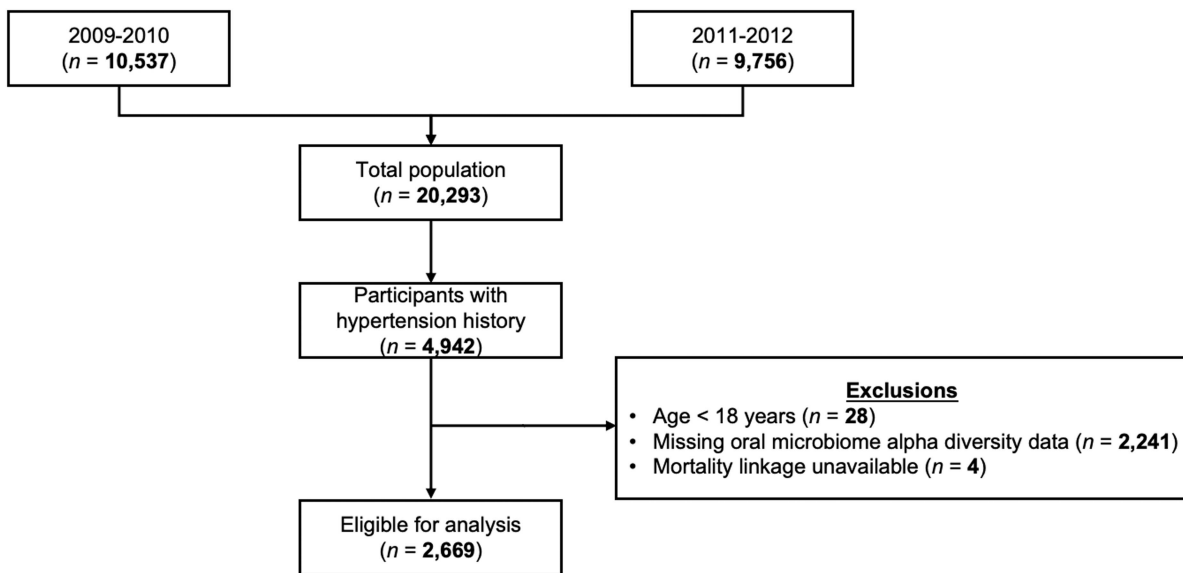 2009-2010
(n = 10,537)
2011-2012
(n = 9,756)
Total population
(n = 20,293)
Participants with
hypertension history
(n = 4,942)
Exclusions
• Age < 18 years (n = 28)
• Missing oral microbiome alpha diversity data (n = 2,241)
• Mortality linkage unavailable (n = 4)
Eligible for analysis
(n = 2,669)